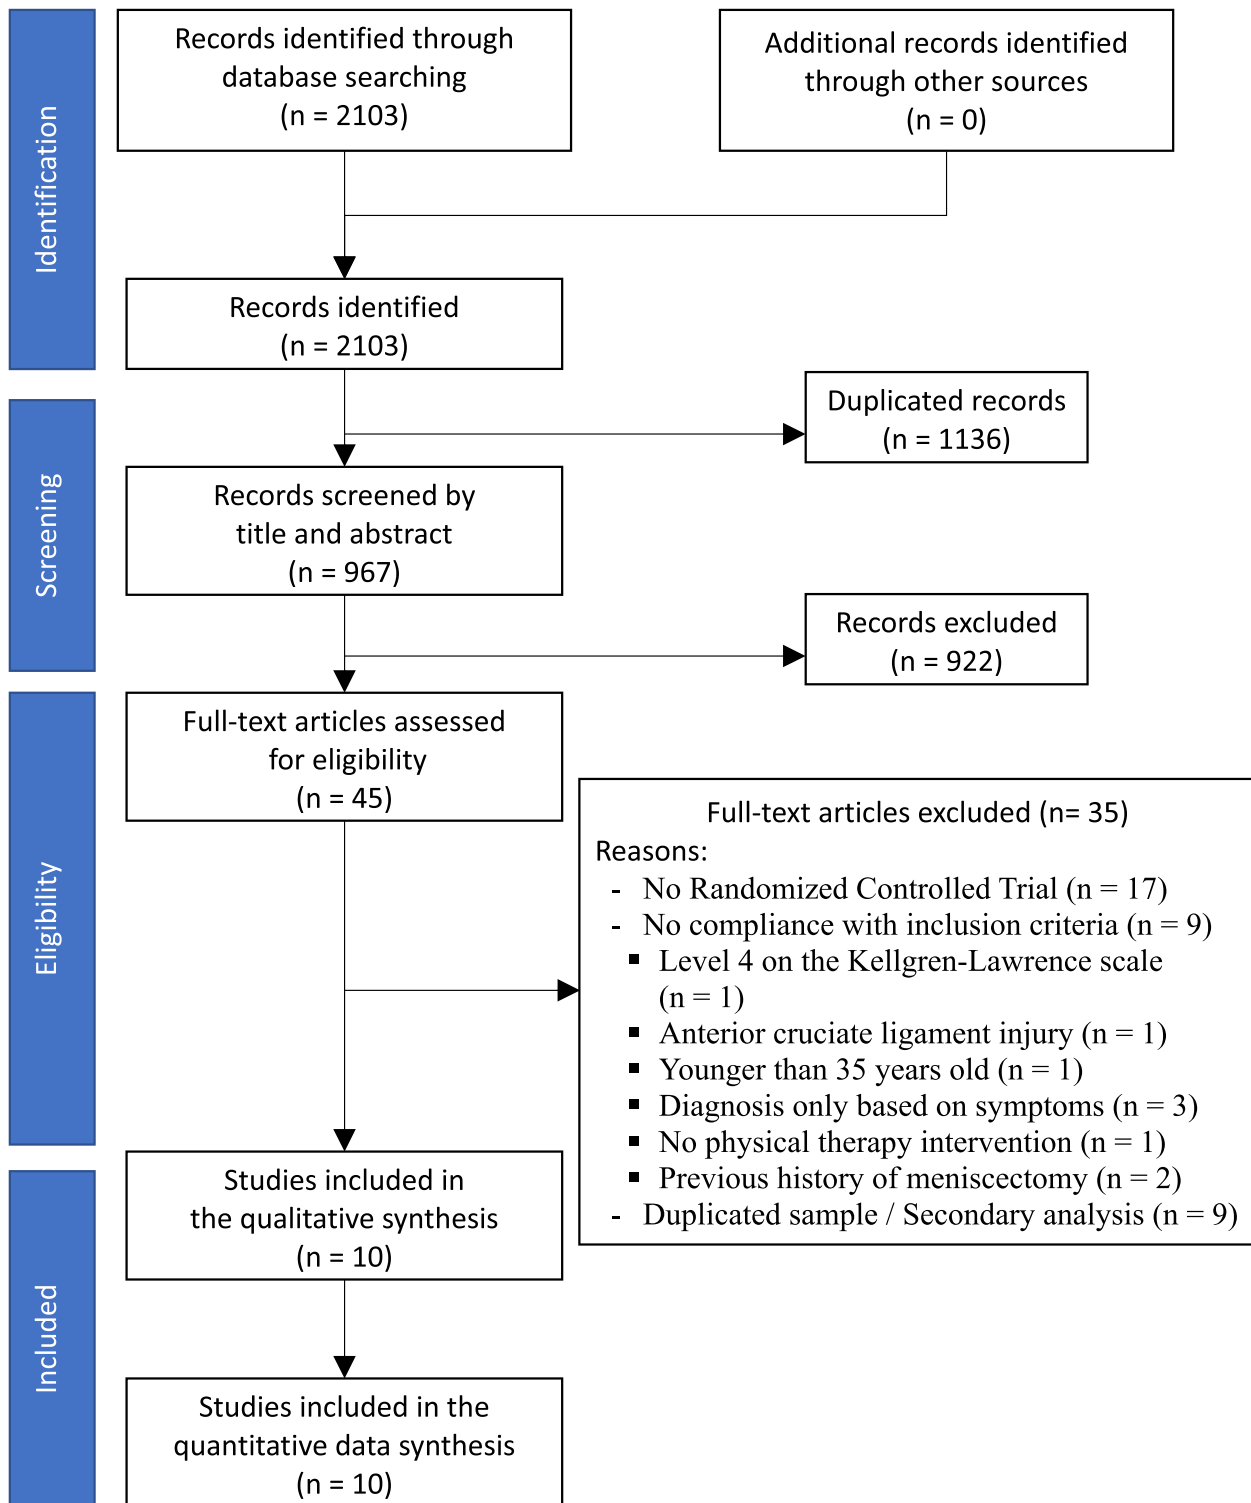 Identification
Records identified through
database searching
(n = 2103)
Additional records identified
through other sources
(n = 0)
Records identified
(n = 2103)
Screening
Duplicated records
(n = 1136)
Records screened by
title and abstract
(n = 967)
Records excluded
(n = 922)
Eligibility
Full-text articles assessed
for eligibility
(n = 45)
Full-text articles excluded (n= 35)
Reasons:
- No Randomized Controlled Trial (n = 17)
- No compliance with inclusion criteria (n = 9)
▪ Level 4 on the Kellgren-Lawrence scale
(n = 1)
▪ Anterior cruciate ligament injury (n = 1)
▪ Younger than 35 years old (n = 1)
▪ Diagnosis only based on symptoms (n = 3)
▪ No physical therapy intervention (n = 1)
▪ Previous history of meniscectomy (n = 2)
- Duplicated sample / Secondary analysis (n = 9)
Included
Studies included in
the qualitative synthesis
(n = 10)
Studies included in the
quantitative data synthesis
(n = 10)